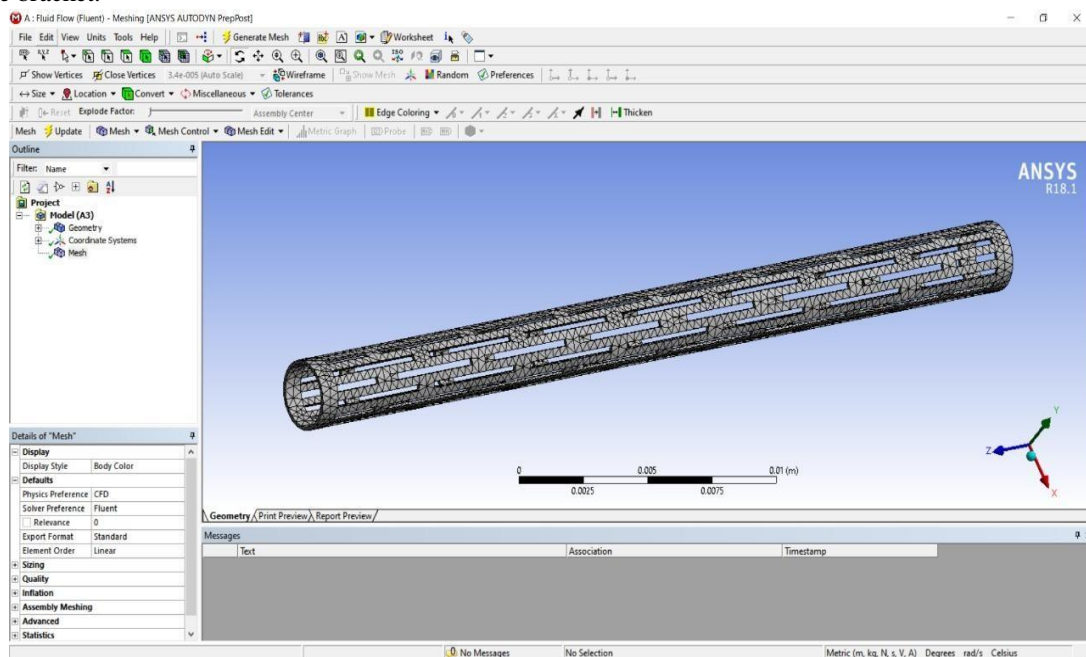 A : Fluid Flow (Fluent) - Meshing [ANSYS AUTODYN PrepPost]
File Edit View Units Tools Help Generate Mesh A Worksheet i
ISO
Show Vertices Close Vertices 3.4e-005 (Auto Scale) Wireframe Show Mesh Random Preferences
Size Location Convert Miscellaneous Tolerances
Reset Explode Factor: Assembly Center Edge Coloring Thicken
Mesh Update Mesh Mesh Control Mesh Edit Metric Graph Probe
Outline
Filter: Name
Project
Model (A3)
Geometry
Coordinate Systems
Mesh
ANSYS
R18.1
Details of "Mesh"
Display
Display Style Body Color
Defaults
Physics Preference CFD
Solver Preference Fluent
Relevance 0
Export Format Standard
Element Order Linear
Sizing
Quality
Inflation
Assembly Meshing
Advanced
Statistics
0 0.005 0.01 (m)
0.0025 0.0075
Y
Z
X
Geometry Print Preview Report Preview
Messages
Text Association Timestamp
No Messages No Selection Metric (m, kg, N, s, V, A) Degrees rad/s Celsius